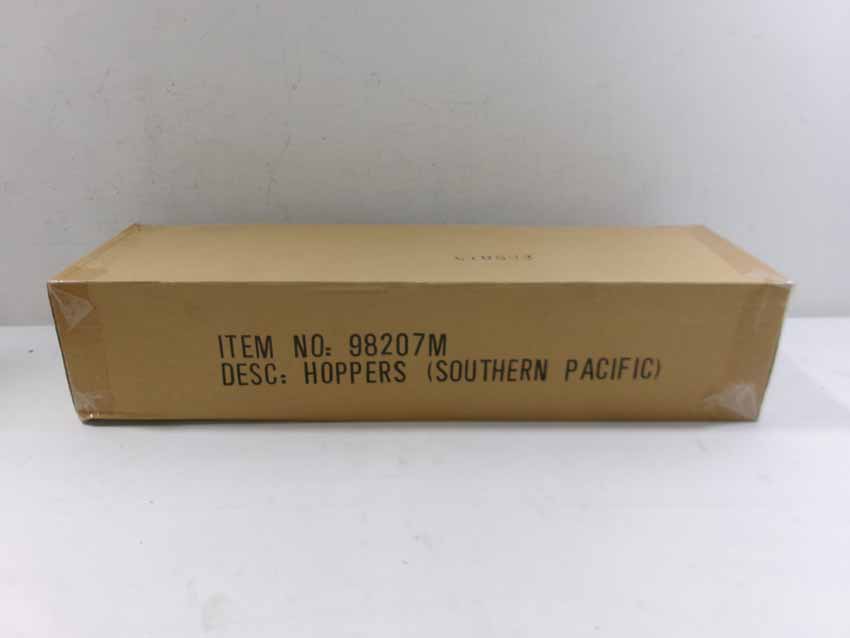 ITEM NO: 98207M
DESC: HOPPERS (SOUTHERN PACIFIC)